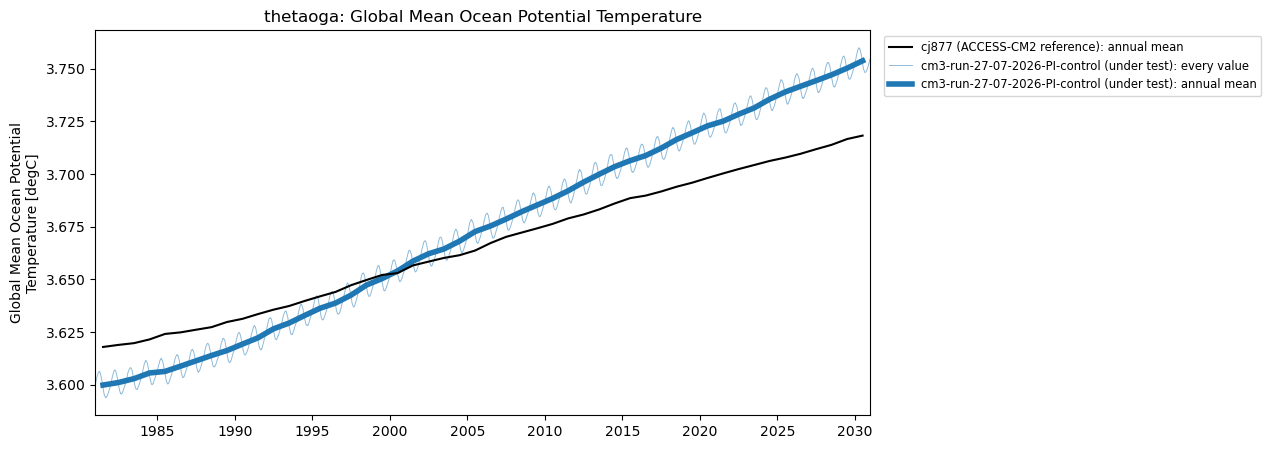 thetaoga: Global Mean Ocean Potential Temperature
cj877 (ACCESS-CM2 reference): annual mean
cm3-run-27-07-2026-PI-control (under test): every value
cm3-run-27-07-2026-PI-control (under test): annual mean
Global Mean Ocean Potential
Temperature [degC]
3.750
3.725
3.700
3.675
3.650
3.625
3.600
1985 1990 1995 2000 2005 2010 2015 2020 2025 2030